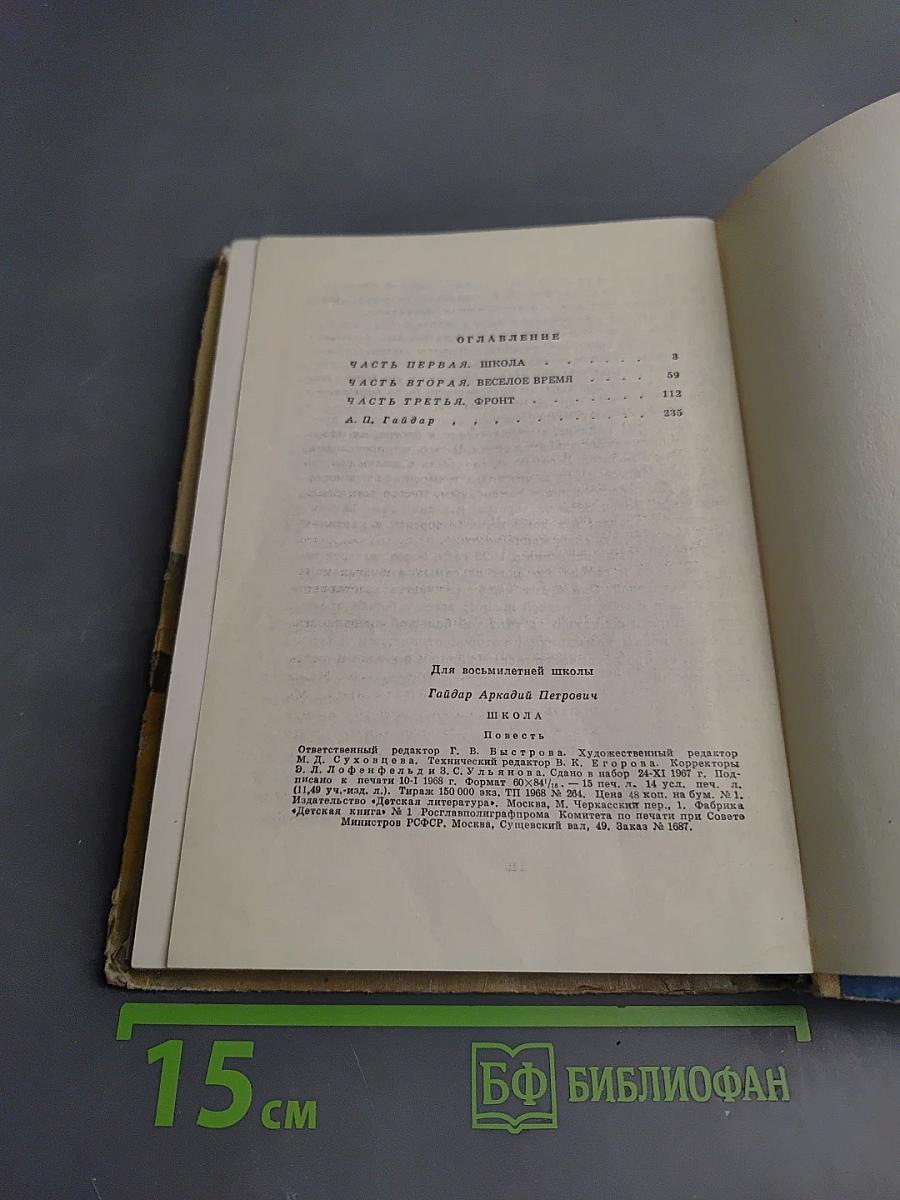 ОГЛАВЛЕНИЕ
ЧАСТЬ ПЕРВАЯ. ШКОЛА . . . . . . 3
ЧАСТЬ ВТОРАЯ. ВЕСЕЛОЕ ВРЕМЯ . . . . 59
ЧАСТЬ ТРЕТЬЯ. ФРОНТ . . . . . . . 112
А. П. Гайдар , , . . . . . . . . . 235
Для восьмилетней школы
Гайдар Аркадий Петрович
ШКОЛА
Повесть
Ответственный редактор Г. В. Быстрова. Художественный редактор
М. Д. Суховцева. Технический редактор В. К. Егорова. Корректоры
Э. Л. Лофенфельд и З. С. Ульянова. Сдано в набор 24-XI 1967 г. Под-
писано к печати 10-I 1968 г. Формат 60×84¹/₁₆. — 15 печ. л. 14 усл. печ. л.
(11,49 уч.-изд. л.). Тираж 150 000 экз. ТП 1968 № 264. Цена 48 коп. на бум. № 1.
Издательство «Детская литература». Москва, М. Черкасский пер., 1. Фабрика
«Детская книга» № 1 Росглавполиграфпрома Комитета по печати при Совете
Министров РСФСР. Москва, Сущевский вал, 49. Заказ № 1687.
15 см
БФ БИБЛИОФАН